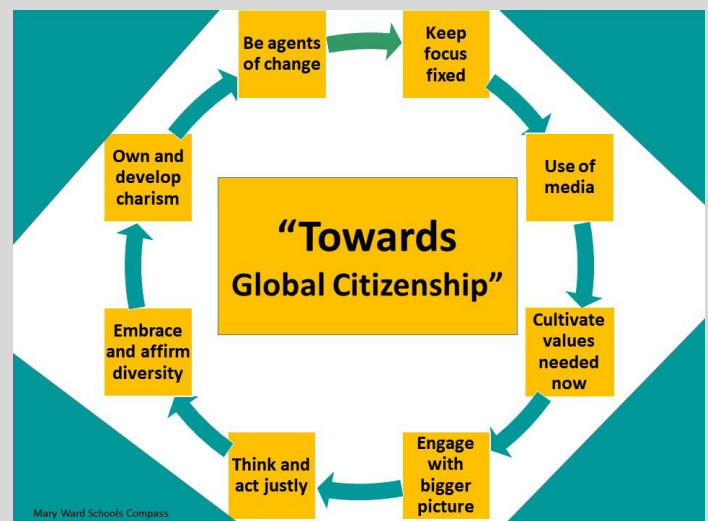 Be agents
of change
Keep
focus
fixed
Use of
media
Cultivate
values
needed
now
Engage
with
bigger
picture
Think and
act justly
Embrace
and affirm
diversity
Own and
develop
charism
“Towards
Global Citizenship”
Mary Ward Schools Compass